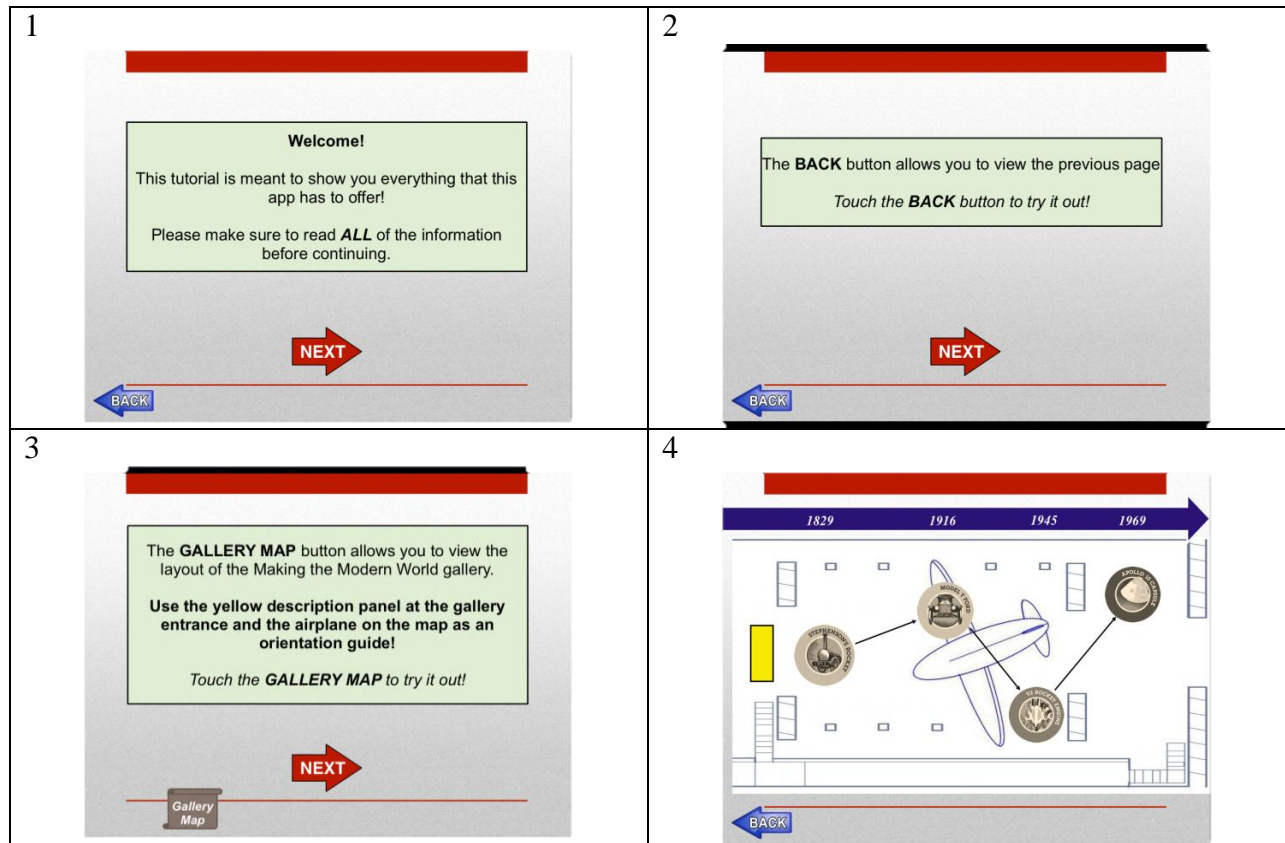 1
Welcome!
This tutorial is meant to show you everything that this
app has to offer!
Please make sure to read ALL of the information
before continuing.
NEXT
BACK
2
The BACK button allows you to view the previous page
Touch the BACK button to try it out!
NEXT
BACK
3
The GALLERY MAP button allows you to view the
layout of the Making the Modern World gallery.
Use the yellow description panel at the gallery
entrance and the airplane on the map as an
orientation guide!
Touch the GALLERY MAP to try it out!
NEXT
Gallery
Map
4
1829 1916 1945 1969
STEPHENSON'S ROCKET
MODEL T FORD
V2 ROCKET ENGINE
APOLLO 10 CAPSULE
BACK